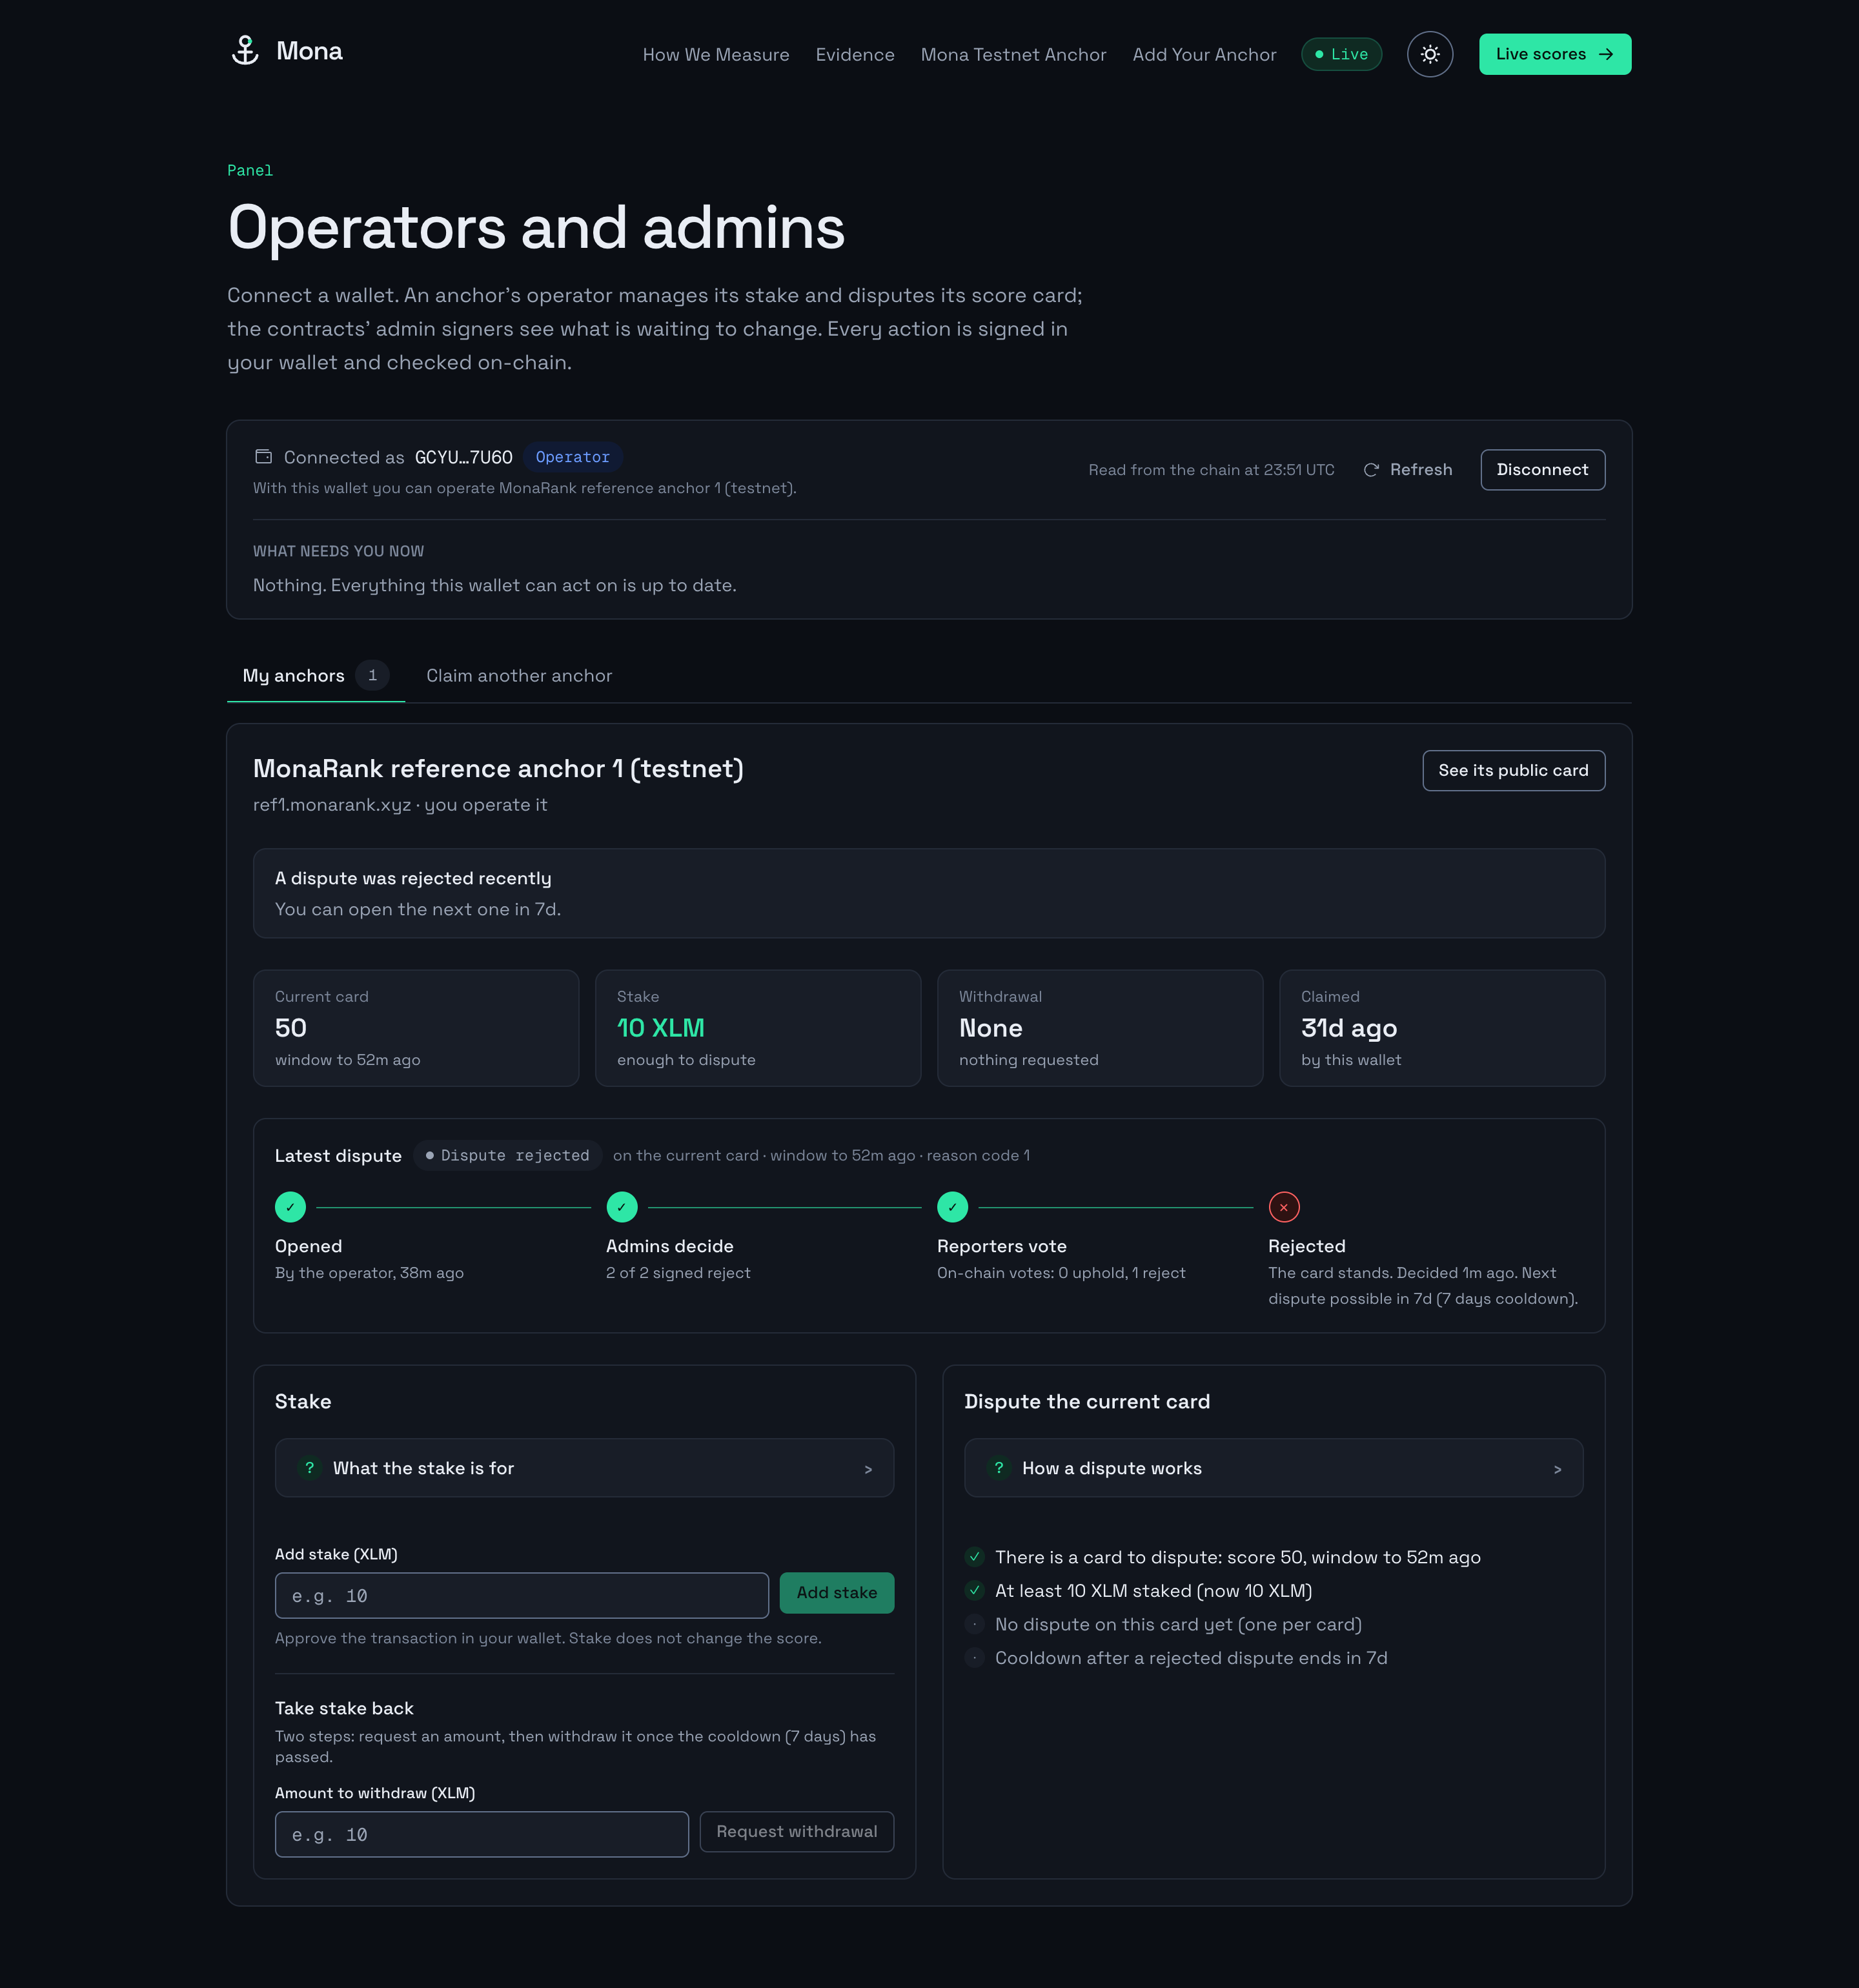 Mona
How We Measure
Evidence
Mona Testnet Anchor
Add Your Anchor
Live
Live scores →
Panel
Operators and admins
Connect a wallet. An anchor’s operator manages its stake and disputes its score card;
the contracts’ admin signers see what is waiting to change. Every action is signed in
your wallet and checked on-chain.
Connected as GCYU…7U6O Operator
With this wallet you can operate MonaRank reference anchor 1 (testnet).
Read from the chain at 23:51 UTC
Refresh
Disconnect
WHAT NEEDS YOU NOW
Nothing. Everything this wallet can act on is up to date.
My anchors 1
Claim another anchor
MonaRank reference anchor 1 (testnet)
ref1.monarank.xyz · you operate it
See its public card
A dispute was rejected recently
You can open the next one in 7d.
Current card
50
window to 52m ago
Stake
10 XLM
enough to dispute
Withdrawal
None
nothing requested
Claimed
31d ago
by this wallet
Latest dispute Dispute rejected on the current card · window to 52m ago · reason code 1
Opened
By the operator, 38m ago
Admins decide
2 of 2 signed reject
Reporters vote
On-chain votes: 0 uphold, 1 reject
Rejected
The card stands. Decided 1m ago. Next
dispute possible in 7d (7 days cooldown).
Stake
? What the stake is for >
Add stake (XLM)
e.g. 10
Add stake
Approve the transaction in your wallet. Stake does not change the score.
Take stake back
Two steps: request an amount, then withdraw it once the cooldown (7 days) has
passed.
Amount to withdraw (XLM)
e.g. 10
Request withdrawal
Dispute the current card
? How a dispute works >
There is a card to dispute: score 50, window to 52m ago
At least 10 XLM staked (now 10 XLM)
No dispute on this card yet (one per card)
Cooldown after a rejected dispute ends in 7d